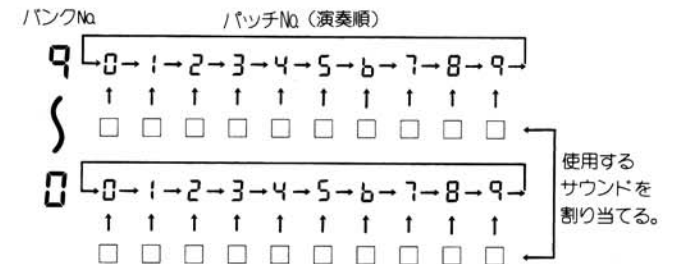 バンクNo. パッチNo.（演奏順）
9 0→1→2→3→4→5→6→7→8→9→
↑ ↑ ↑ ↑ ↑ ↑ ↑ ↑ ↑ ↑
〜 □ □ □ □ □ □ □ □ □ □
0 0→1→2→3→4→5→6→7→8→9→
↑ ↑ ↑ ↑ ↑ ↑ ↑ ↑ ↑ ↑
□ □ □ □ □ □ □ □ □ □
使用する
サウンドを
割り当てる。